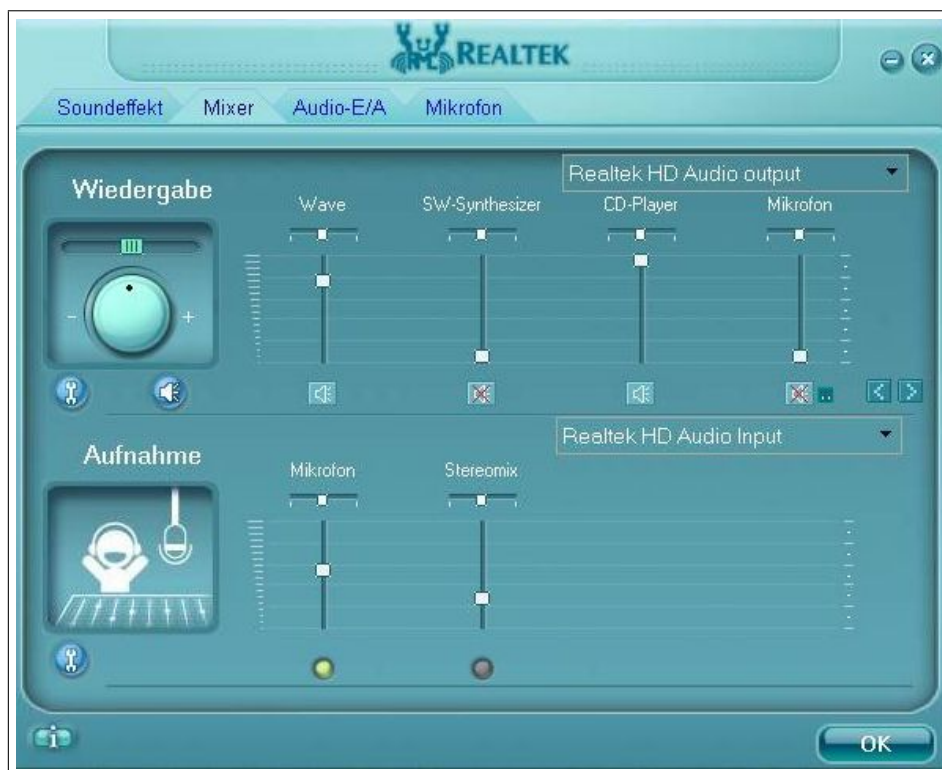 REALTEK
Soundeffekt Mixer Audio-E/A Mikrofon
Realtek HD Audio output
Wiedergabe
Wave SW-Synthesizer CD-Player Mikrofon
- +
Realtek HD Audio Input
Aufnahme
Mikrofon Stereomix
i
OK